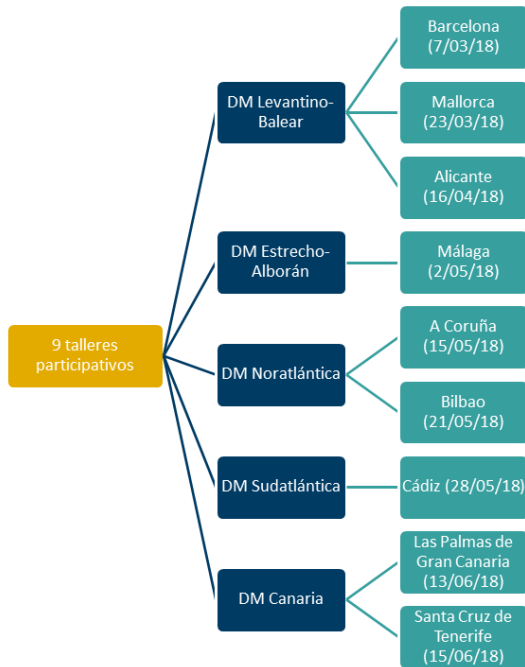 9 talleres
participativos
DM Levantino-
Balear
Barcelona
(7/03/18)
Mallorca
(23/03/18)
Alicante
(16/04/18)
DM Estrecho-
Alborán
Málaga
(2/05/18)
DM Noratlántica
A Coruña
(15/05/18)
Bilbao
(21/05/18)
DM Sudatlántica
Cádiz (28/05/18)
DM Canaria
Las Palmas de
Gran Canaria
(13/06/18)
Santa Cruz de
Tenerife
(15/06/18)